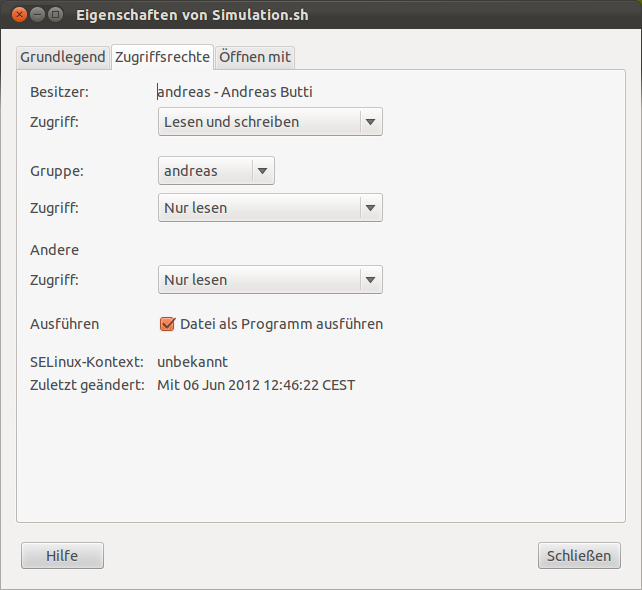 Eigenschaften von Simulation.sh
Grundlegend Zugriffsrechte Öffnen mit
Besitzer: andreas - Andreas Butti
Zugriff: Lesen und schreiben
Gruppe: andreas
Zugriff: Nur lesen
Andere
Zugriff: Nur lesen
Ausführen Datei als Programm ausführen
SELinux-Kontext: unbekannt
Zuletzt geändert: Mit 06 Jun 2012 12:46:22 CEST
Hilfe Schließen